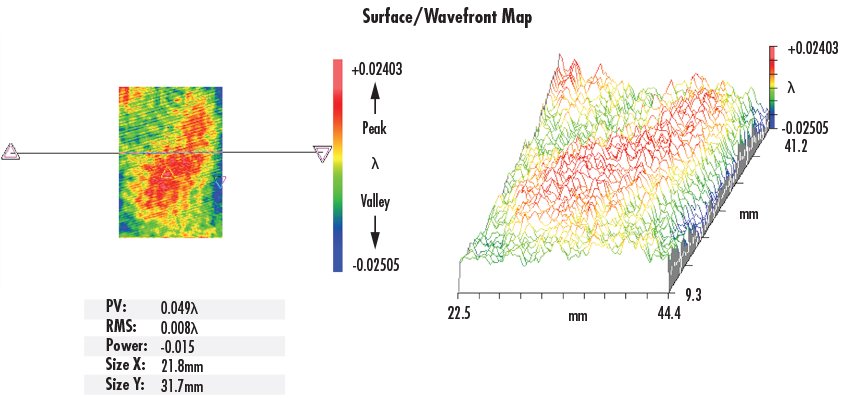 Surface/Wavefront Map
+0.02403
Peak
λ
Valley
-0.02505
+0.02403
λ
-0.02505
41.2
mm
9.3
22.5
mm
44.4
PV: 0.049λ
RMS: 0.008λ
Power: -0.015
Size X: 21.8mm
Size Y: 31.7mm